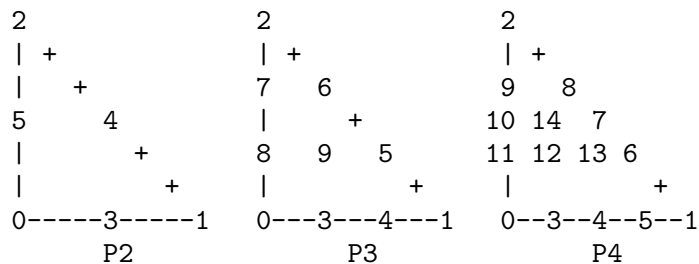 2                2                2
| +              | +              | +
|    +           7    6           9    8
5      4         |      +        10 14   7
|        +       8    9   5      11 12 13 6
|          +     |          +     |          +
0-----3-----1    0---3---4---1    0--3--4--5--1
P2               P3               P4